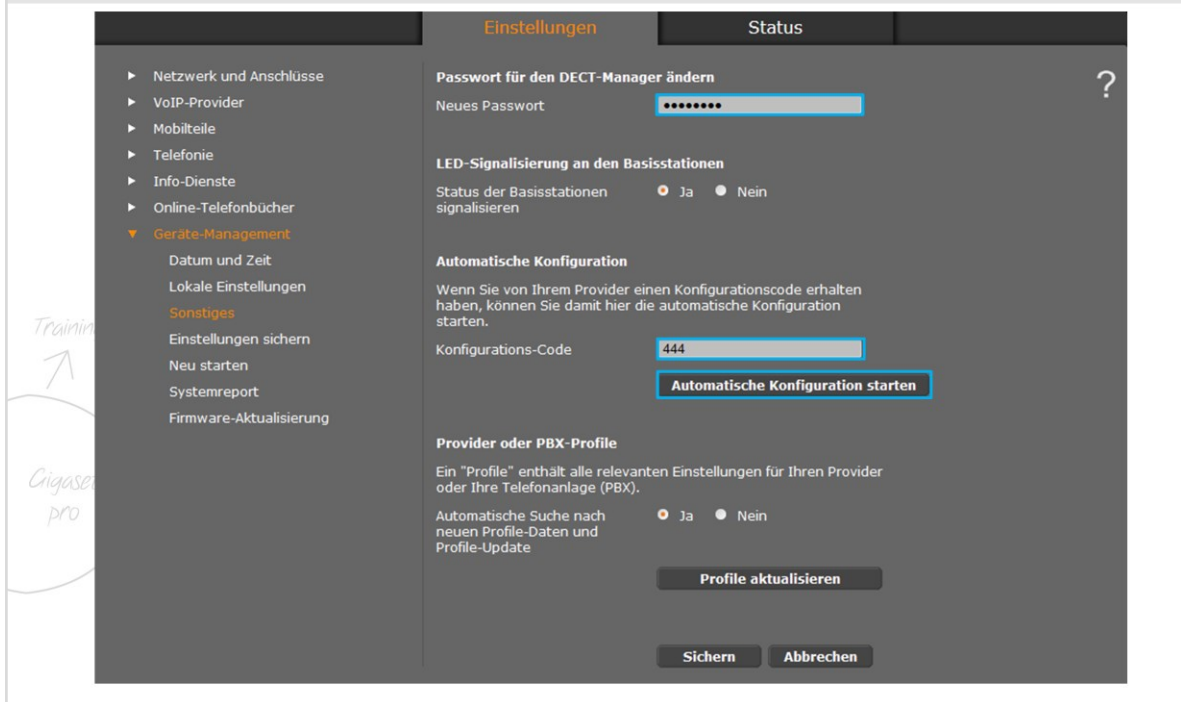 Einstellungen
Status
Netzwerk und Anschlüsse
VoIP-Provider
Mobilteile
Telefonie
Info-Dienste
Online-Telefonbücher
Geräte-Management
Datum und Zeit
Lokale Einstellungen
Sonstiges
Einstellungen sichern
Neu starten
Systemreport
Firmware-Aktualisierung
Passwort für den DECT-Manager ändern
?
Neues Passwort ••••••••
LED-Signalisierung an den Basisstationen
Status der Basisstationen Ja Nein
signalisieren
Automatische Konfiguration
Wenn Sie von Ihrem Provider einen Konfigurationscode erhalten
haben, können Sie damit hier die automatische Konfiguration
starten.
Konfigurations-Code 444
Automatische Konfiguration starten
Provider oder PBX-Profile
Ein "Profile" enthält alle relevanten Einstellungen für Ihren Provider
oder Ihre Telefonanlage (PBX).
Automatische Suche nach Ja Nein
neuen Profile-Daten und
Profile-Update
Profile aktualisieren
Sichern Abbrechen
pro